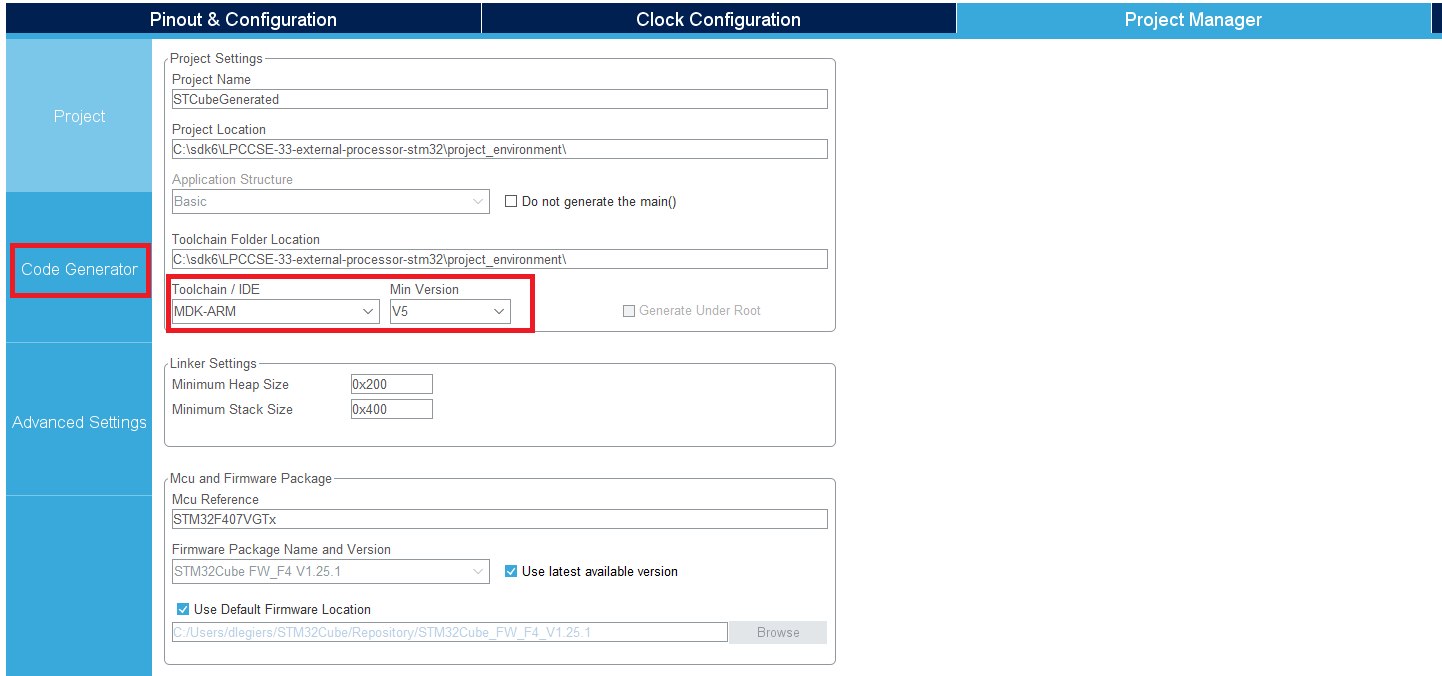 Pinout & Configuration Clock Configuration Project Manager
Project
Code Generator
Advanced Settings
Project Settings
Project Name
STCubeGenerated
Project Location
C:\sdk6\LPCCSE-33-external-processor-stm32\project_environment\
Application Structure
Basic Do not generate the main()
Toolchain Folder Location
C:\sdk6\LPCCSE-33-external-processor-stm32\project_environment\
Toolchain / IDE Min Version
MDK-ARM V5 Generate Under Root
Linker Settings
Minimum Heap Size 0x200
Minimum Stack Size 0x400
Mcu and Firmware Package
Mcu Reference
STM32F407VGTx
Firmware Package Name and Version
STM32Cube FW_F4 V1.25.1 Use latest available version
Use Default Firmware Location
C:/Users/dlegiers/STM32Cube/Repository/STM32Cube_FW_F4_V1.25.1 Browse